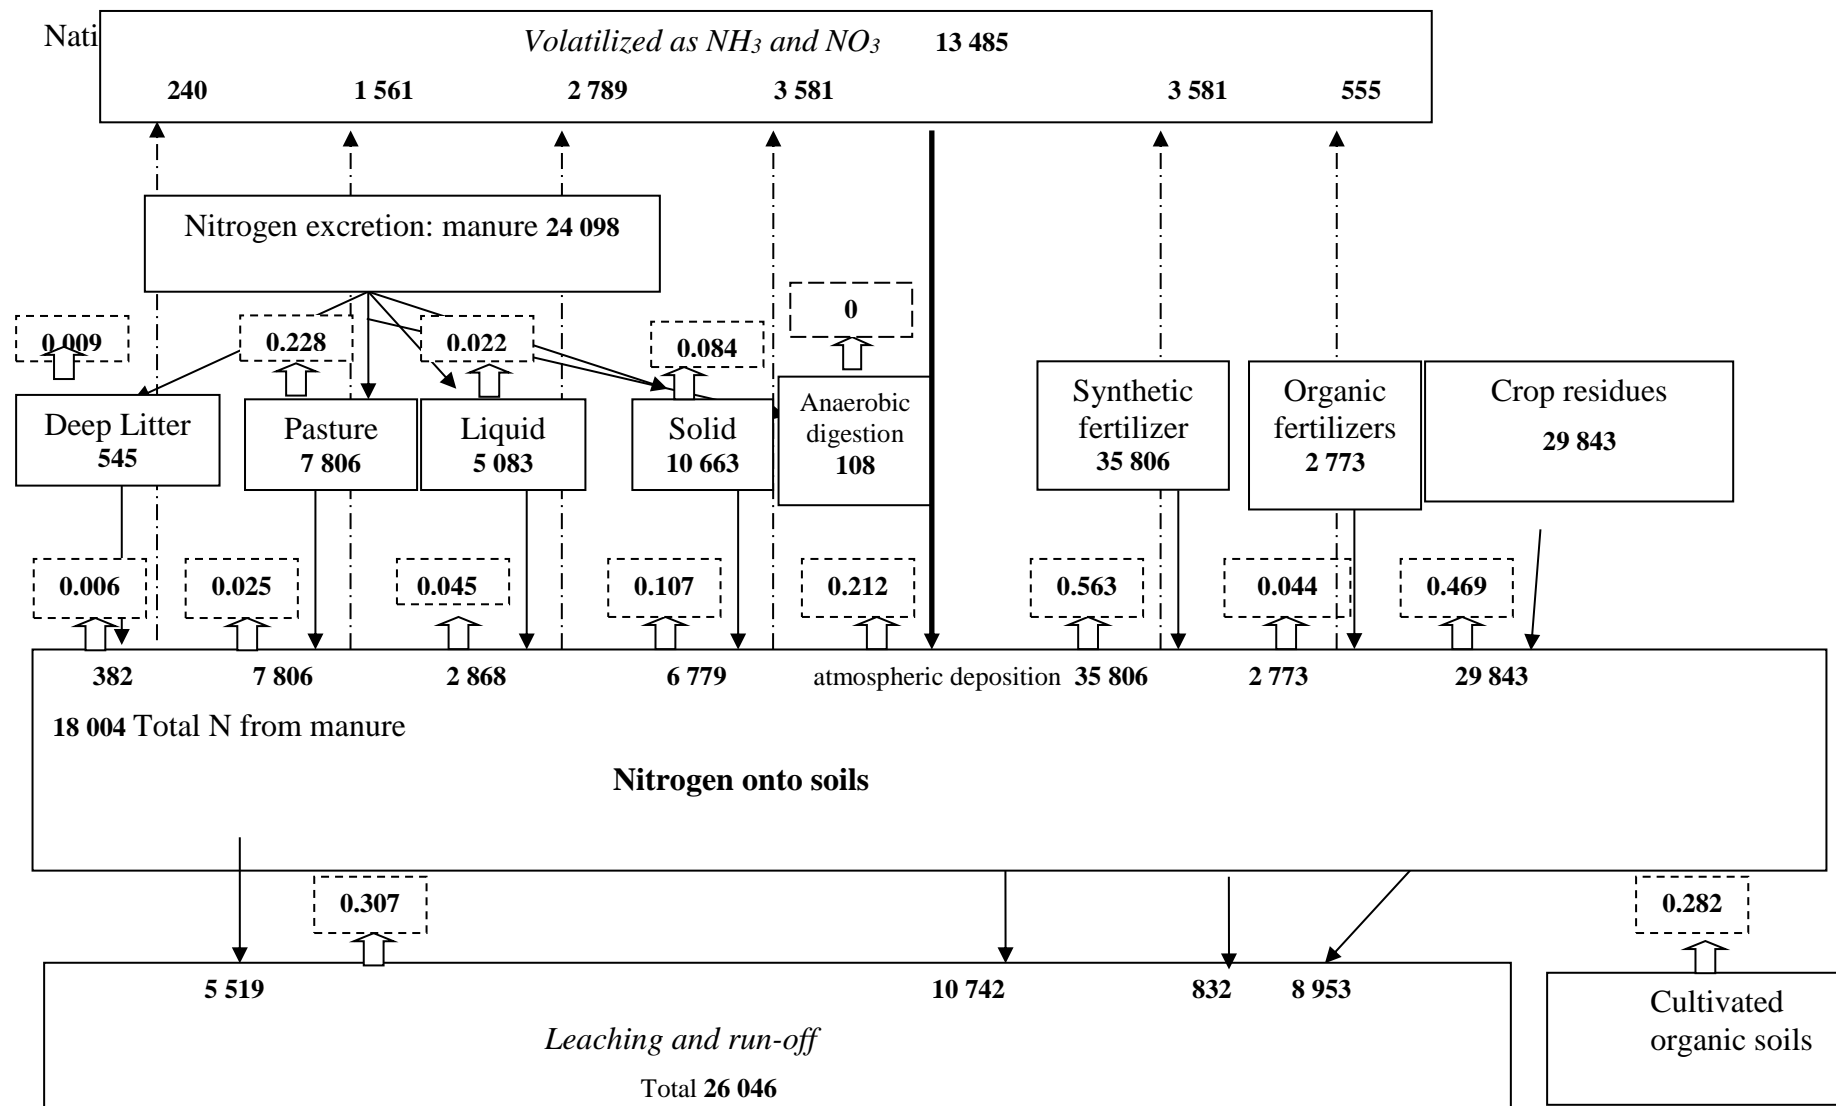 Nati
Volatilized as NH₃ and NO₃ 13 485
240 1 561 2 789 3 581 3 581 555
Nitrogen excretion: manure 24 098
0
0.009 0.228 0.022 0.084
Deep Litter
545
Pasture
7 806
Liquid
5 083
Solid
10 663
Anaerobic
digestion
108
Synthetic
fertilizer
35 806
Organic
fertilizers
2 773
Crop residues
29 843
0.006 0.025 0.045 0.107 0.212 0.563 0.044 0.469
382 7 806 2 868 6 779 atmospheric deposition 35 806 2 773 29 843
18 004 Total N from manure
Nitrogen onto soils
0.307 0.282
5 519 10 742 832 8 953
Leaching and run-off
Total 26 046
Cultivated
organic soils